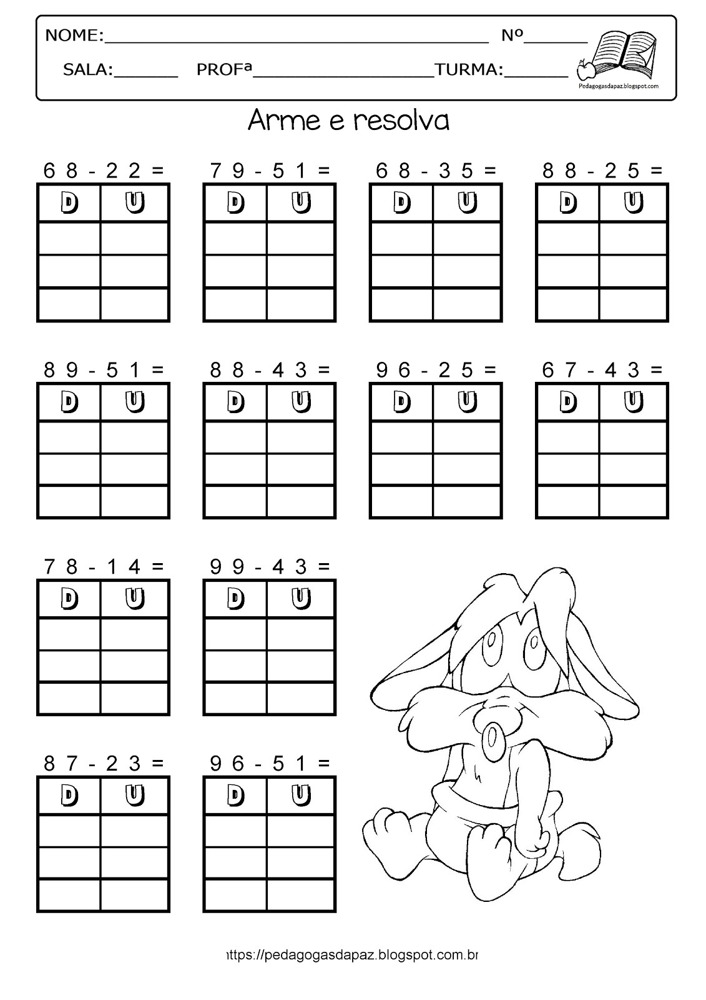 NOME:____________________________________ Nº______
SALA:______ PROFª_________________TURMA:______
Pedagogasdapaz.blogspot.com
Arme e resolva
6 8 - 2 2 = 7 9 - 5 1 = 6 8 - 3 5 = 8 8 - 2 5 =
D U D U D U D U
8 9 - 5 1 = 8 8 - 4 3 = 9 6 - 2 5 = 6 7 - 4 3 =
D U D U D U D U
7 8 - 1 4 = 9 9 - 4 3 =
D U D U
8 7 - 2 3 = 9 6 - 5 1 =
D U D U
ttps://pedagogasdapaz.blogspot.com.br